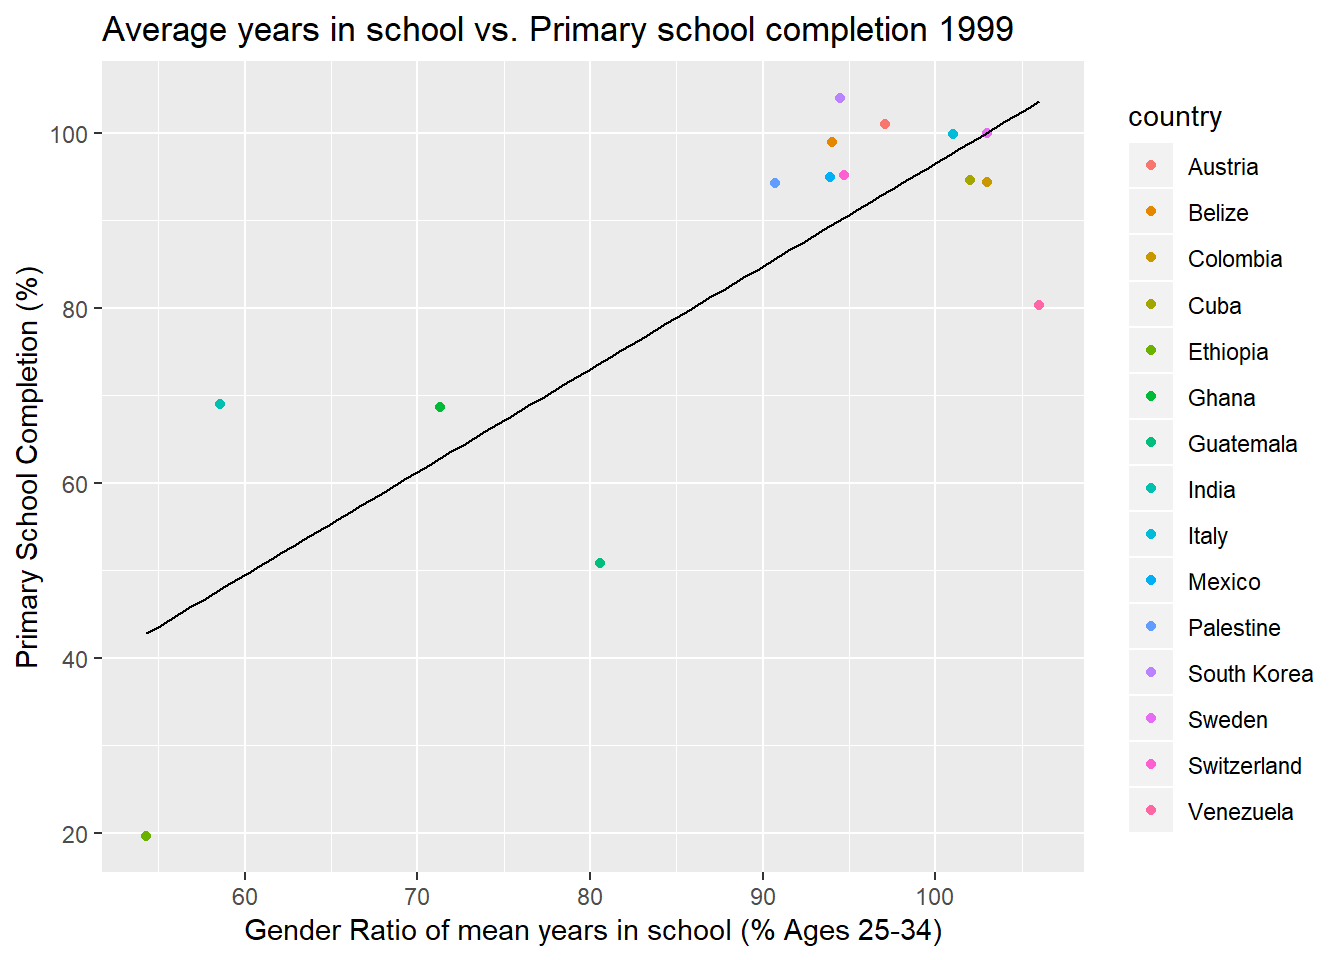 Average years in school vs. Primary school completion 1999
Primary School Completion (%)
100
80
60
40
20
60 70 80 90 100
Gender Ratio of mean years in school (% Ages 25-34)
country
Austria
Belize
Colombia
Cuba
Ethiopia
Ghana
Guatemala
India
Italy
Mexico
Palestine
South Korea
Sweden
Switzerland
Venezuela